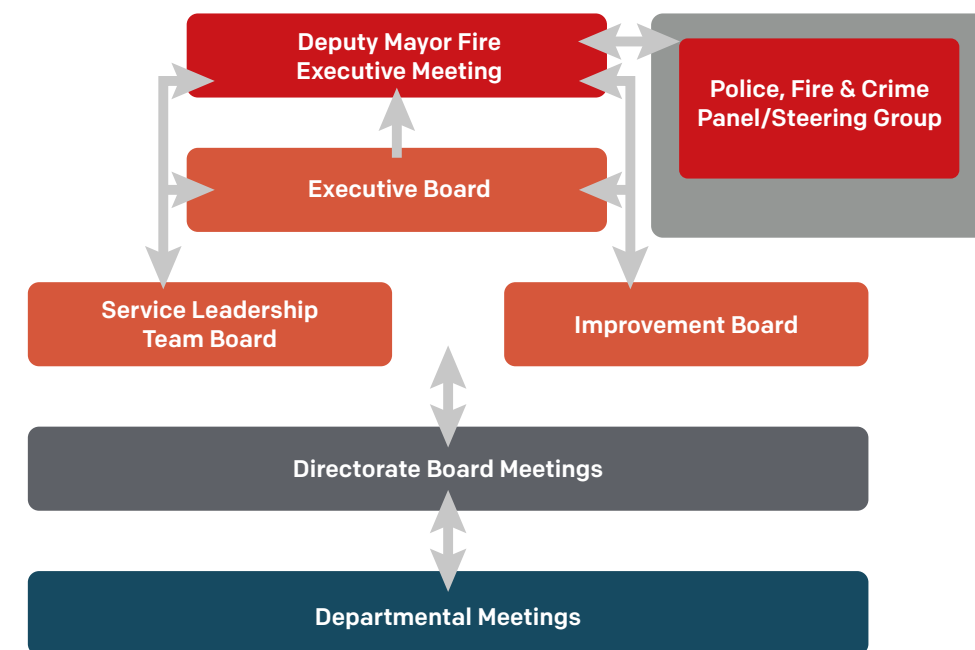 Deputy Mayor Fire
Executive Meeting
Police, Fire & Crime
Panel/Steering Group
Executive Board
Service Leadership
Team Board
Improvement Board
Directorate Board Meetings
Departmental Meetings